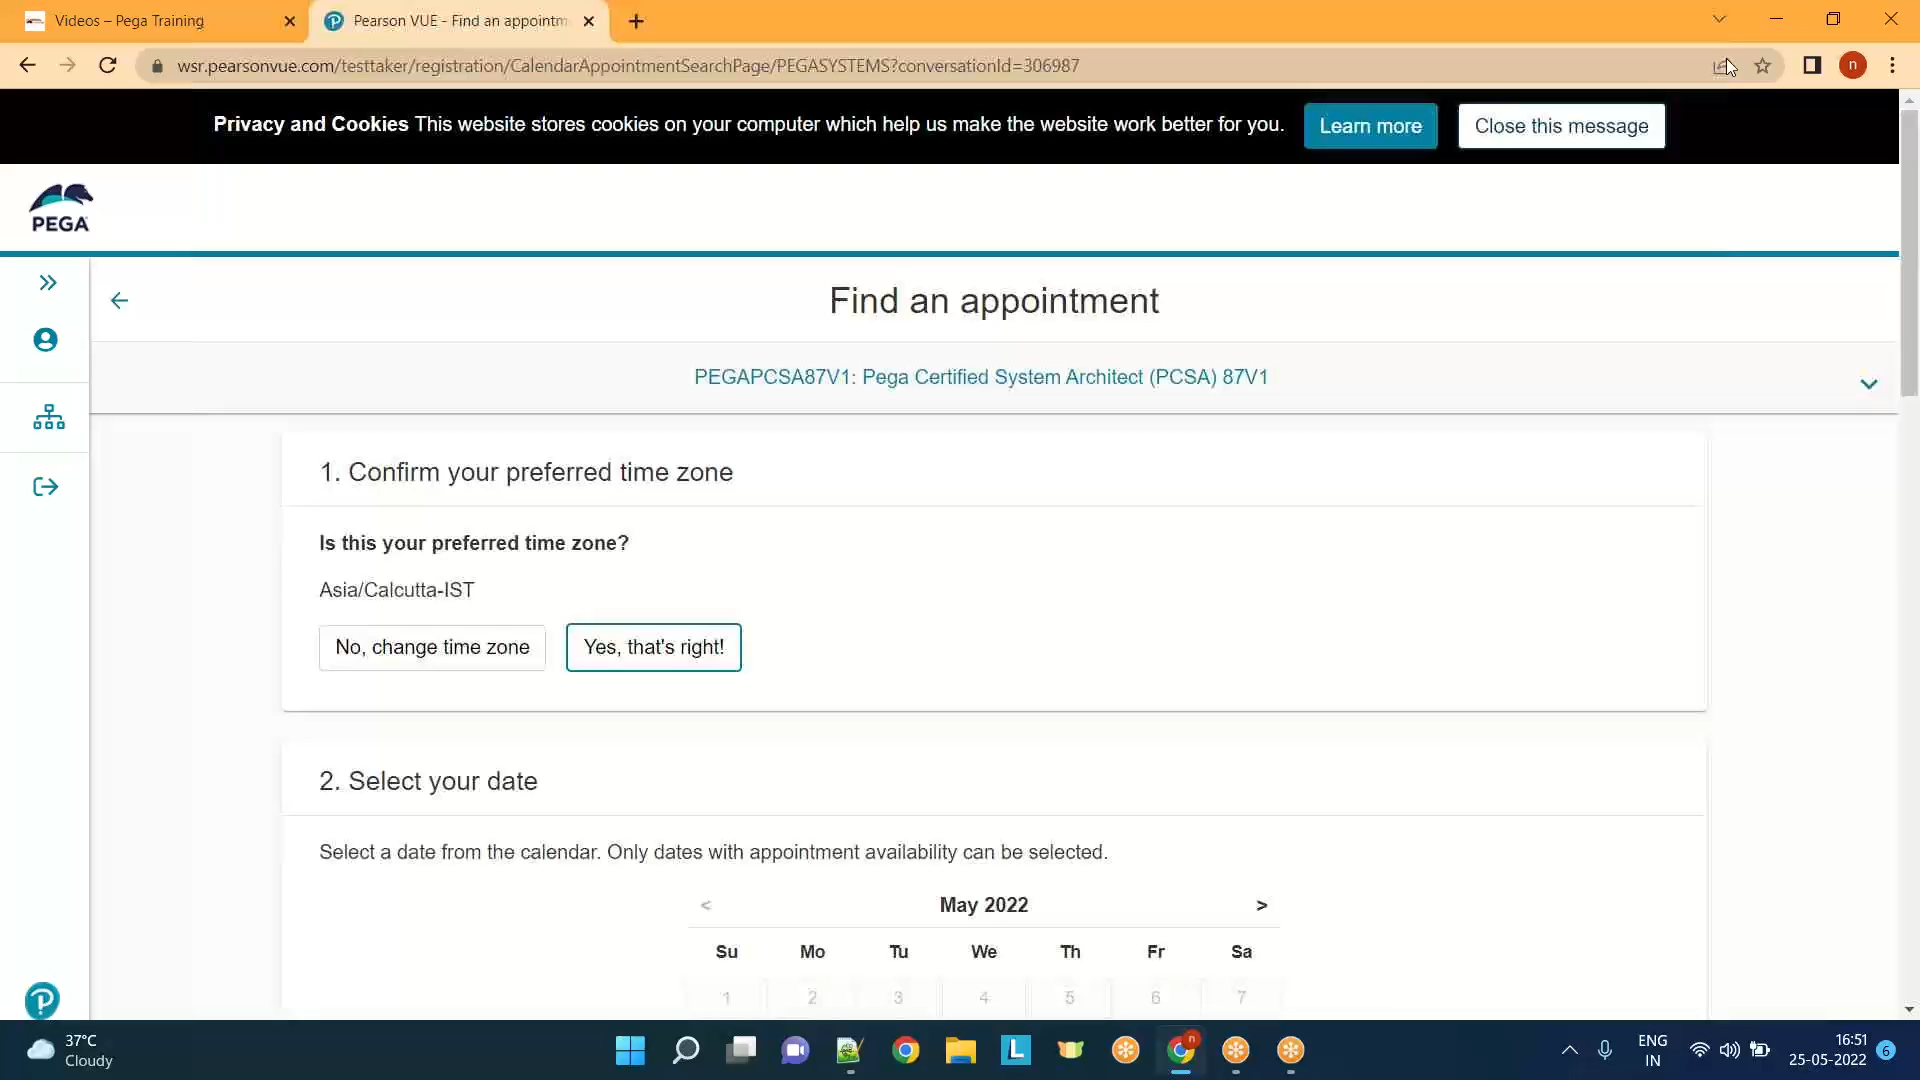 Videos – Pega Training
Pearson VUE - Find an appointm
wsr.pearsonvue.com/testtaker/registration/CalendarAppointmentSearchPage/PEGASYSTEMS?conversationId=306987
n
Privacy and Cookies This website stores cookies on your computer which help us make the website work better for you.
Learn more
Close this message
PEGA
Find an appointment
PEGAPCSA87V1: Pega Certified System Architect (PCSA) 87V1
1. Confirm your preferred time zone
Is this your preferred time zone?
Asia/Calcutta-IST
No, change time zone
Yes, that's right!
2. Select your date
Select a date from the calendar. Only dates with appointment availability can be selected.
< May 2022 >
Su Mo Tu We Th Fr Sa
1 2 3 4 5 6 7
37°C
Cloudy
L
n
ENG
IN
16:51
25-05-2022
6